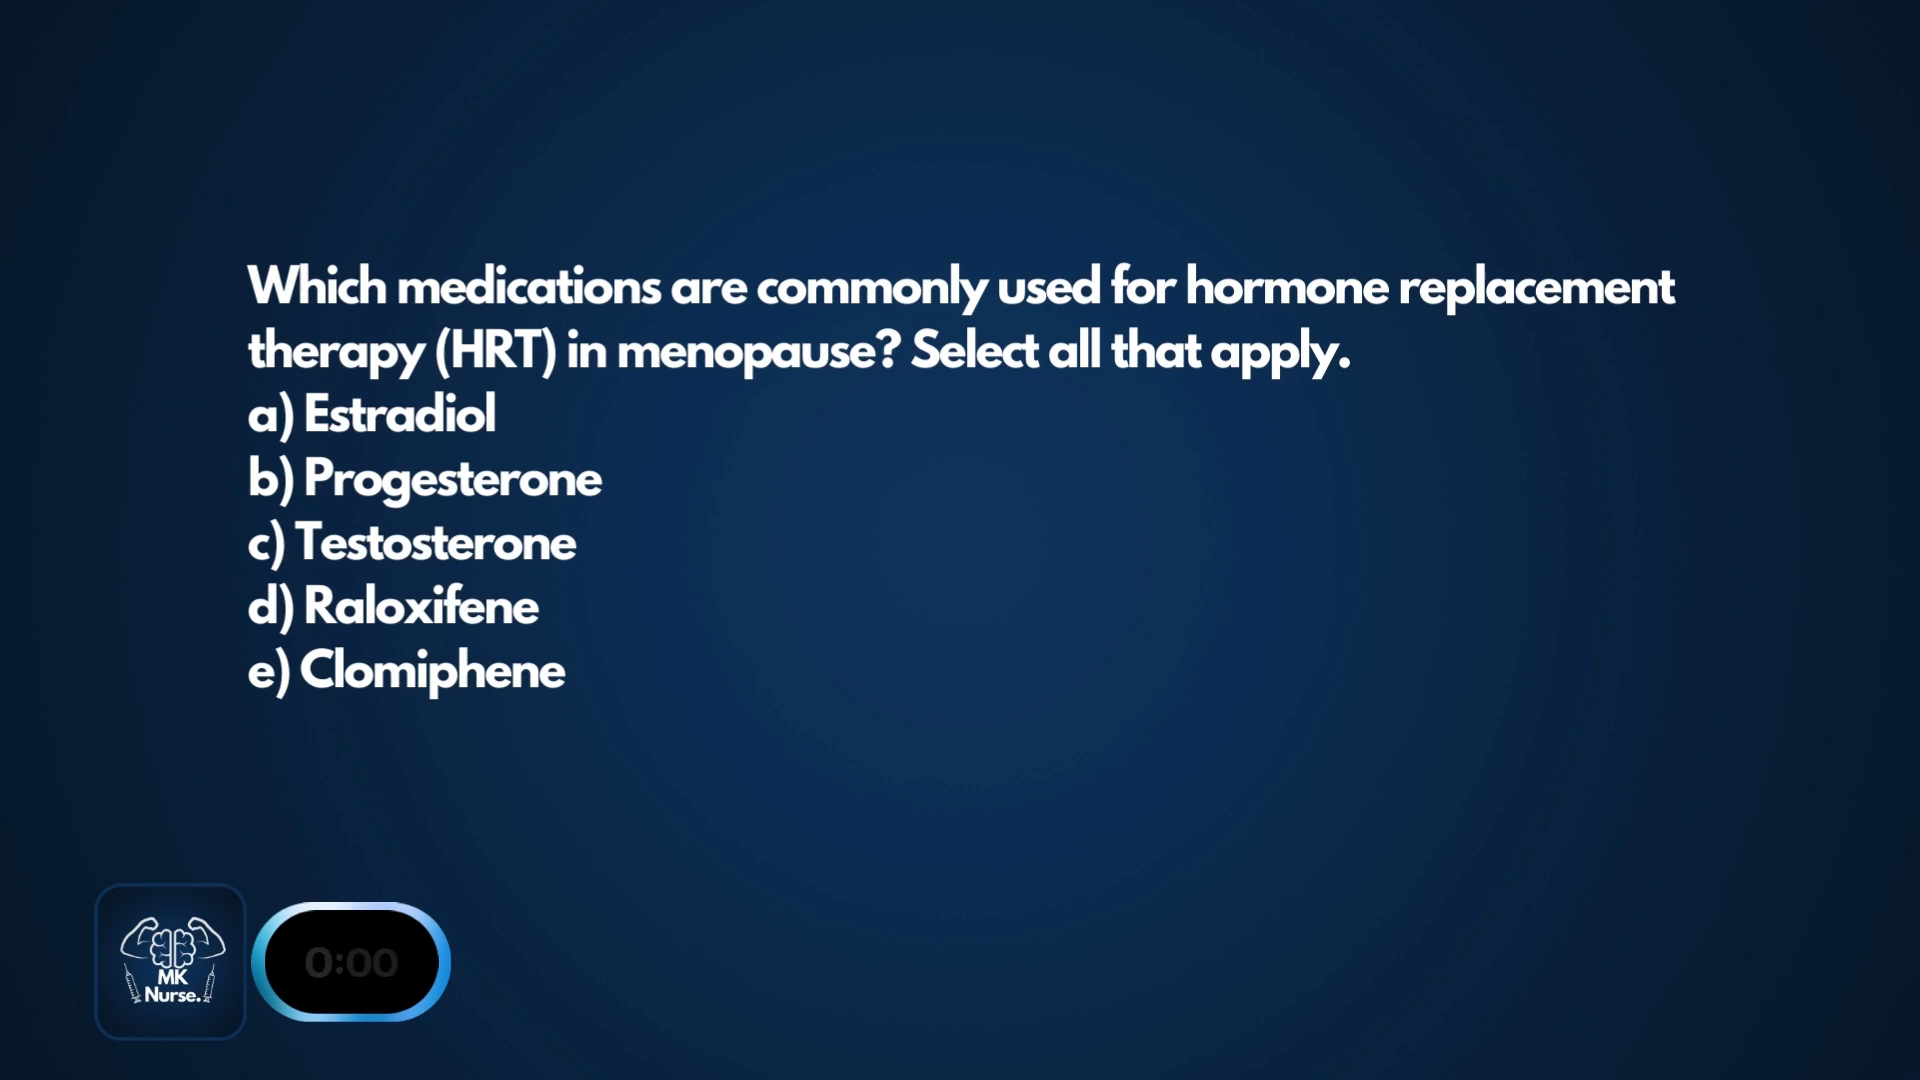 Which medications are commonly used for hormone replacement
therapy (HRT) in menopause? Select all that apply.
a) Estradiol
b) Progesterone
c) Testosterone
d) Raloxifene
e) Clomiphene
MK
Nurse.
0:00